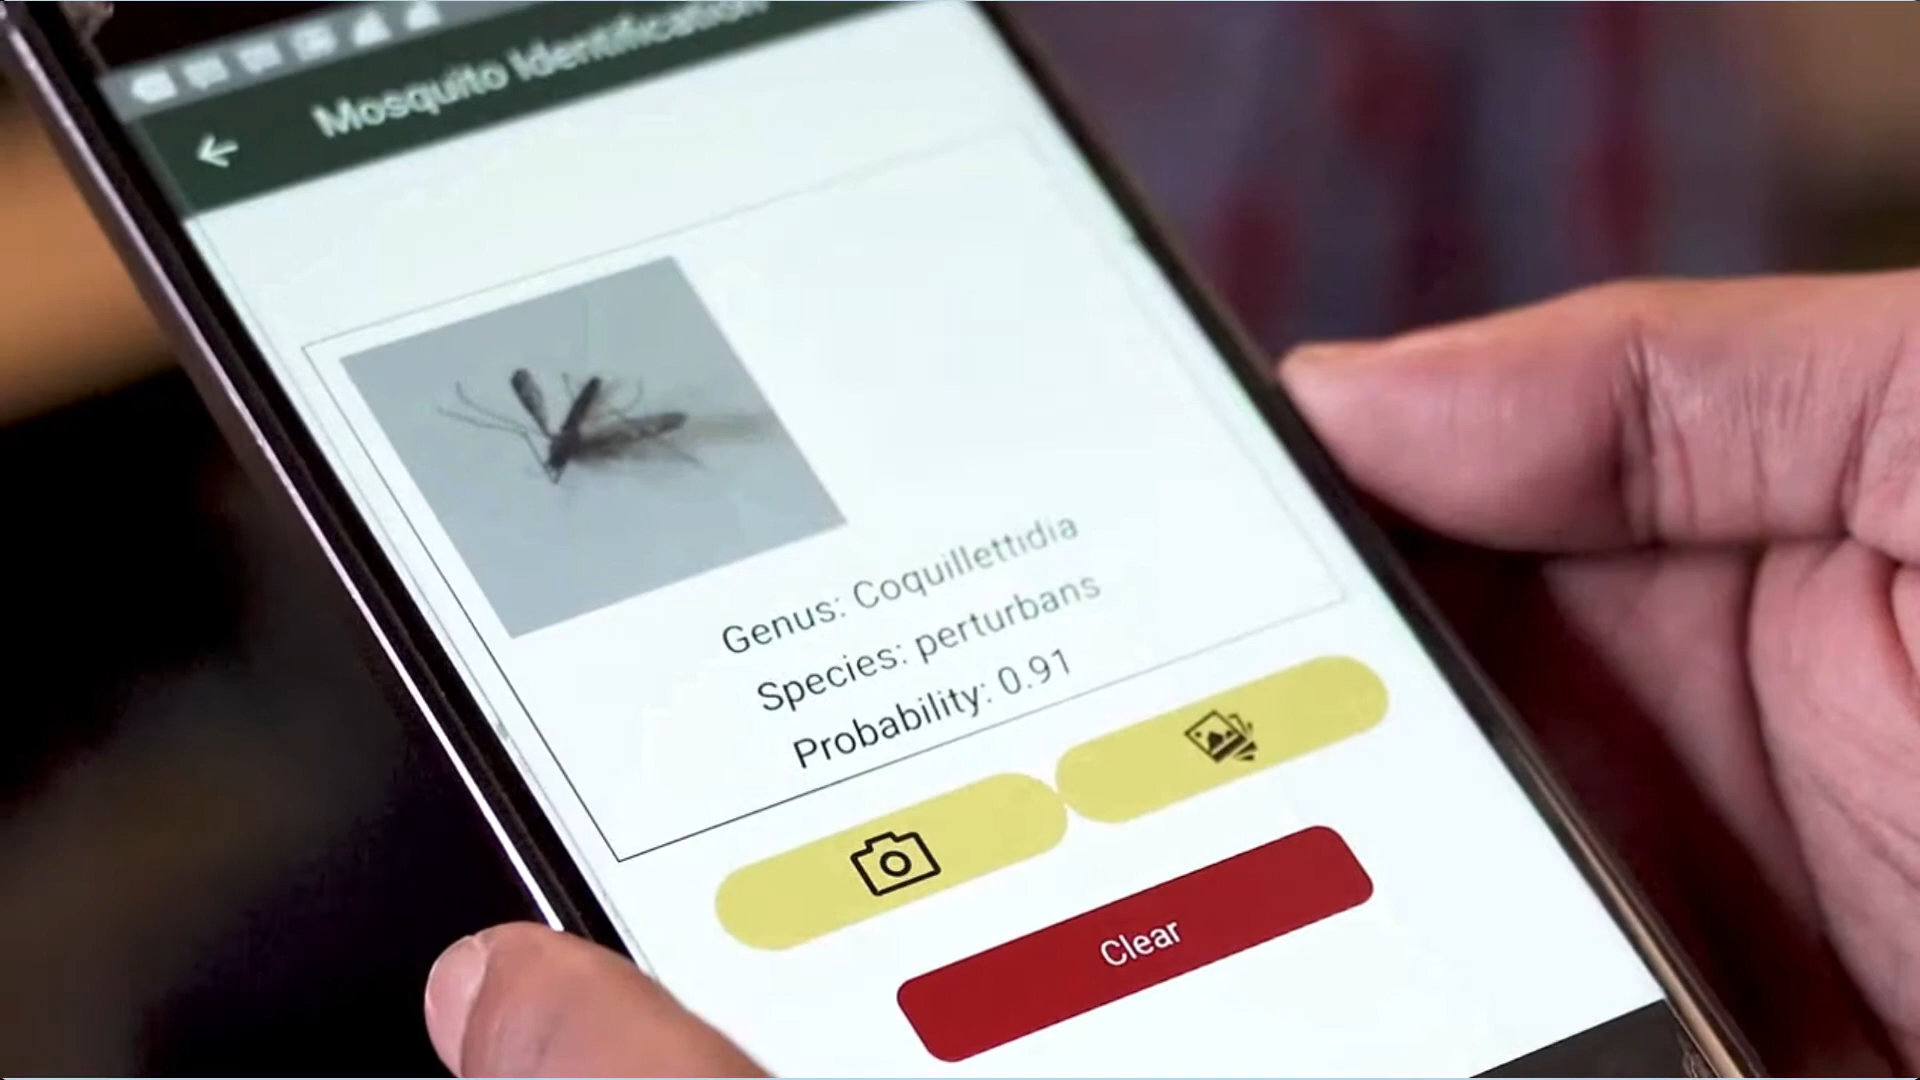 Mosquito Identification
Genus: Coquillettidia
Species: perturbans
Probability: 0.91
Clear